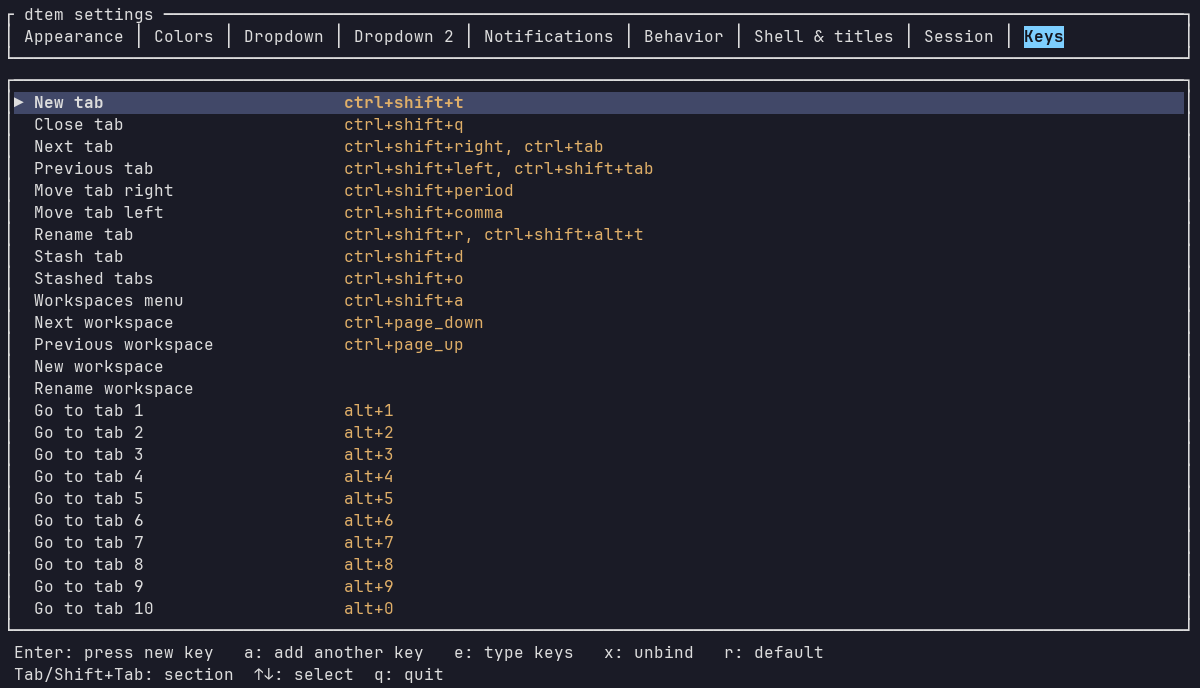 dtem settings
Appearance │ Colors │ Dropdown │ Dropdown 2 │ Notifications │ Behavior │ Shell & titles │ Session │ Keys
▶ New tab ctrl+shift+t
Close tab ctrl+shift+q
Next tab ctrl+shift+right, ctrl+tab
Previous tab ctrl+shift+left, ctrl+shift+tab
Move tab right ctrl+shift+period
Move tab left ctrl+shift+comma
Rename tab ctrl+shift+r, ctrl+shift+alt+t
Stash tab ctrl+shift+d
Stashed tabs ctrl+shift+o
Workspaces menu ctrl+shift+a
Next workspace ctrl+page_down
Previous workspace ctrl+page_up
New workspace
Rename workspace
Go to tab 1 alt+1
Go to tab 2 alt+2
Go to tab 3 alt+3
Go to tab 4 alt+4
Go to tab 5 alt+5
Go to tab 6 alt+6
Go to tab 7 alt+7
Go to tab 8 alt+8
Go to tab 9 alt+9
Go to tab 10 alt+0
Enter: press new key a: add another key e: type keys x: unbind r: default
Tab/Shift+Tab: section ↑↓: select q: quit